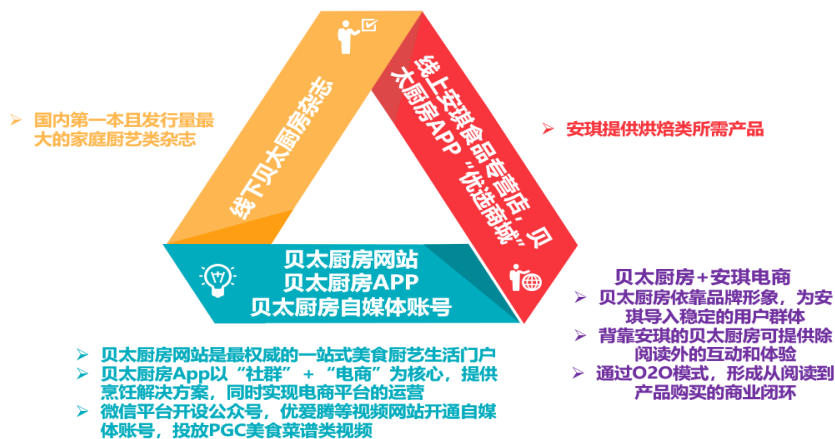 线下贝太厨房杂志
线上安琪食品专营店，贝
太厨房APP“优选商城”
➢ 国内第一本且发行量最
大的家庭厨艺类杂志
➢ 安琪提供烘焙类所需产品
贝太厨房网站
贝太厨房APP
贝太厨房自媒体账号
贝太厨房+安琪电商
➢ 贝太厨房依靠品牌形象，为安
琪导入稳定的用户群体
➢ 背靠安琪的贝太厨房可提供除
阅读外的互动和体验
➢ 通过O2O模式，形成从阅读到
产品购买的商业闭环
➢ 贝太厨房网站是最权威的一站式美食厨艺生活门户
➢ 贝太厨房App以“社群”+“电商”为核心，提供
烹饪解决方案，同时实现电商平台的运营
➢ 微信平台开设公众号，优爱腾等视频网站开通自媒
体账号，投放PGC美食菜谱类视频